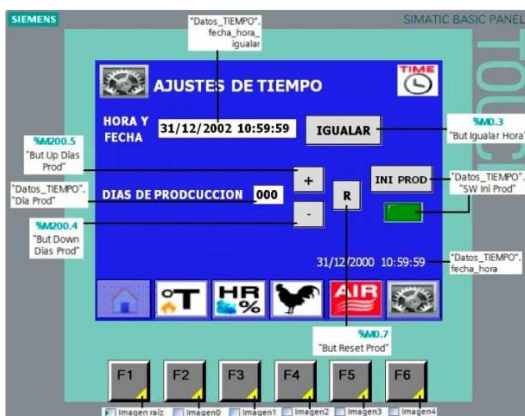 SIEMENS
SIMATIC BASIC PANEL
TOUCH
"Datos_TIEMPO".
fecha_hora_
igualar
AJUSTES DE TIEMPO
TIME
HORA Y
FECHA
31/12/2002 10:59:59
IGUALAR
%M0.3
"But Igualar Hora"
%M200.5
"But Up Días
Prod"
+
INI PROD
"Datos_TIEMPO".
"SW Ini Prod"
"Datos_TIEMPO".
"Dia Prod"
DIAS DE PRODCUCCION
000
R
%M200.4
"But Down
Días Prod"
-
31/12/2000 10:59:59
"Datos_TIEMPO".
fecha_hora
°T
HR
%
AIR
%M0.7
"But Reset Prod"
F1
F2
F3
F4
F5
F6
Imagen raíz
Imagen0
Imagen1
Imagen2
Imagen3
Imagen4